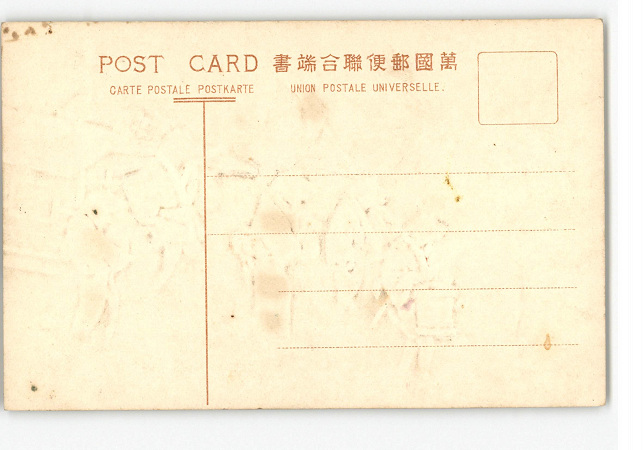 POST CARD 書端合聯便郵國萬
CARTE POSTALE POSTKARTE UNION POSTALE UNIVERSELLE.